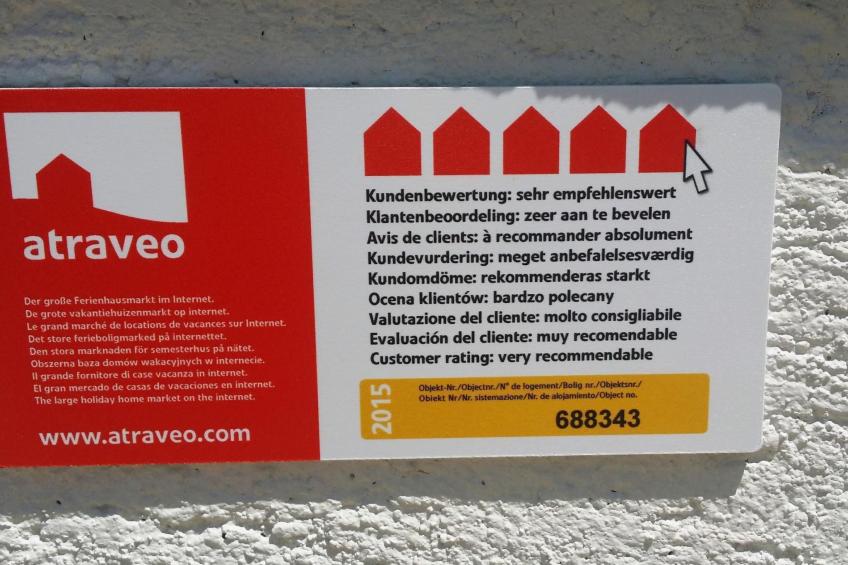 atraveo
Der große Ferienhausmarkt im Internet.
De grote vakantiehuizenmarkt op internet.
Le grand marché de locations de vacances sur Internet.
Det store ferieboligmarked på internettet.
Den stora marknaden för semesterhus på nätet.
Obszerna baza domów wakacyjnych w internecie.
Il grande fornitore di case vacanza in internet.
El gran mercado de casas de vacaciones en internet.
The large holiday home market on the internet.
www.atraveo.com
Kundenbewertung: sehr empfehlenswert
Klantenbeoordeling: zeer aan te bevelen
Avis de clients: à recommander absolument
Kundevurdering: meget anbefalelsesværdig
Kundomdöme: rekommenderas starkt
Ocena klientów: bardzo polecany
Valutazione del cliente: molto consigliabile
Evaluación del cliente: muy recomendable
Customer rating: very recommendable
2015
Objekt-Nr./Objectnr./N° de logement/Bolig nr./Objektsnr./
Obiekt Nr/Nr. sistemazione/Nr. de alojamiento/Object no.
688343